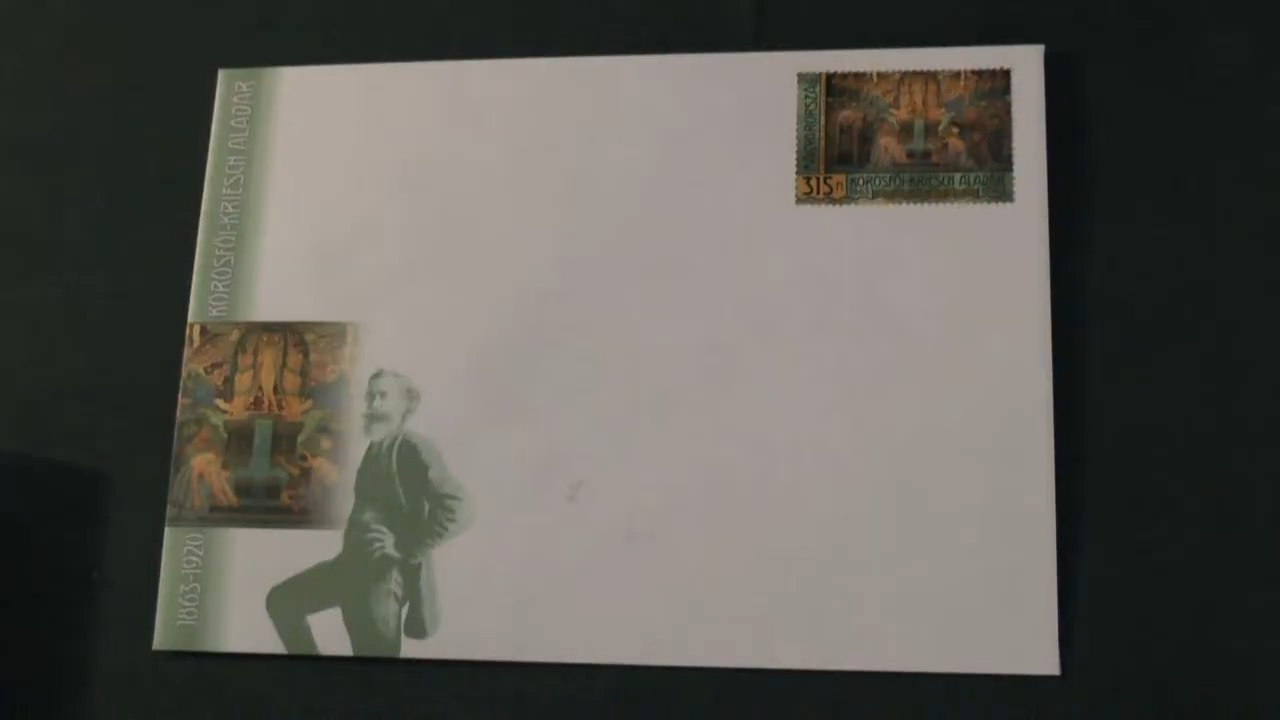 KŐRÖSFŐI-KRIESCH ALADÁR
1863-1920
MAGYARORSZÁG
315 Ft
KŐRÖSFŐI-KRIESCH ALADÁR